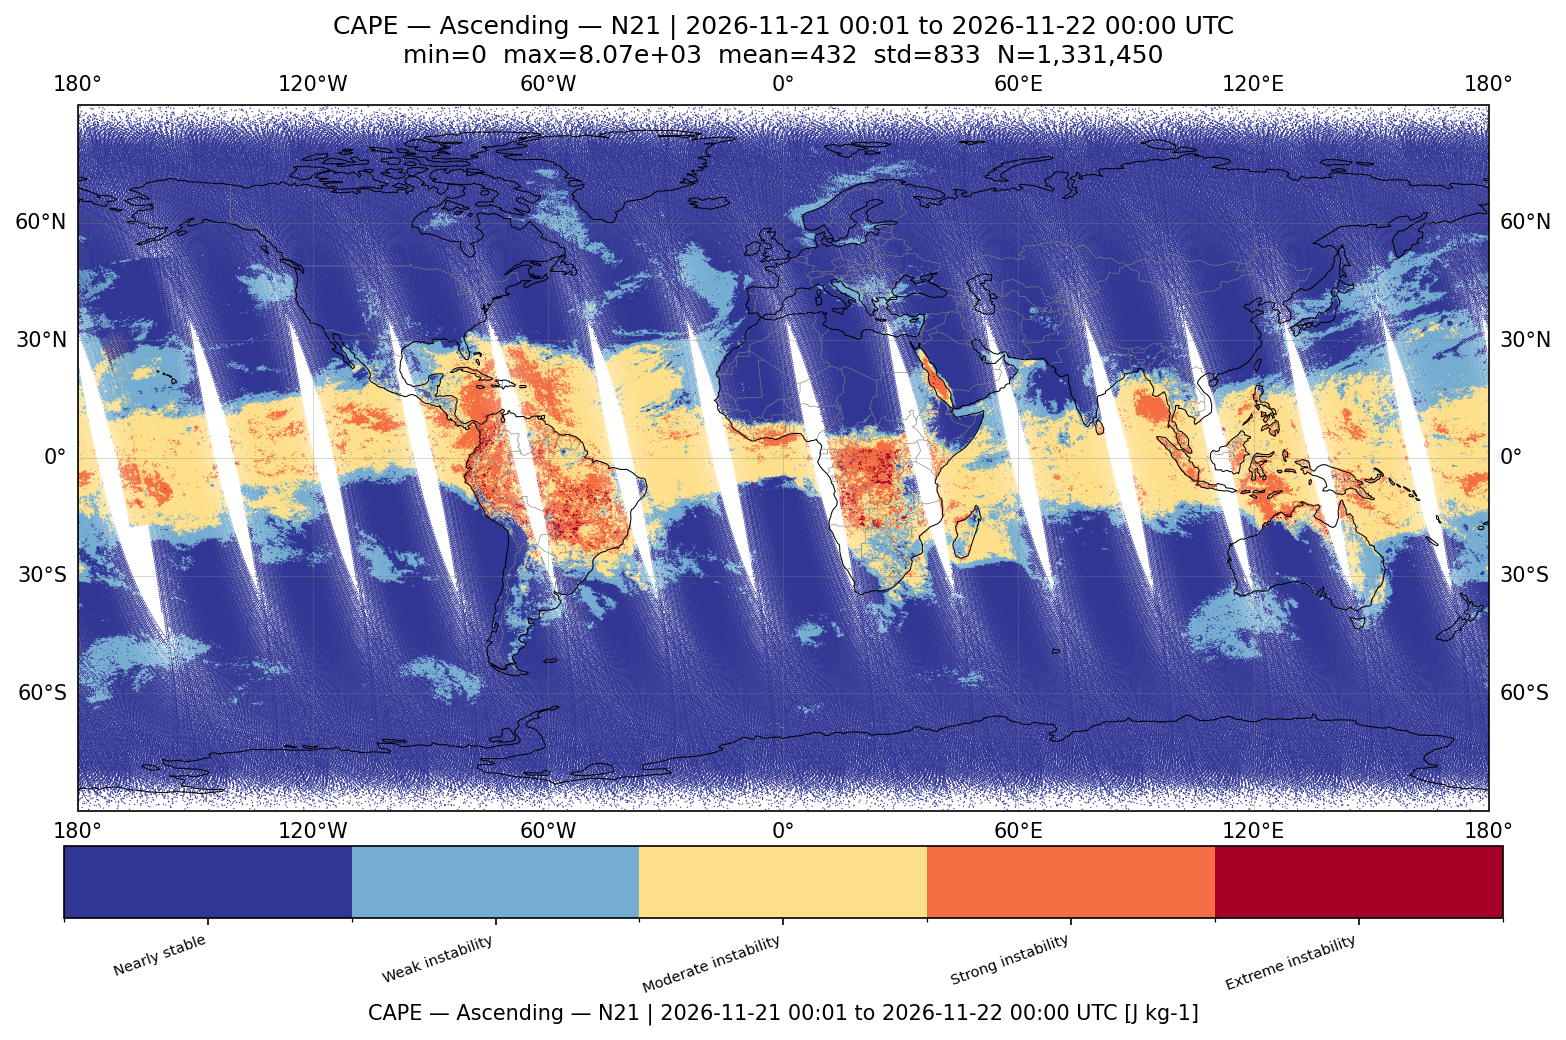 CAPE — Ascending — N21 | 2026-11-21 00:01 to 2026-11-22 00:00 UTC
min=0 max=8.07e+03 mean=432 std=833 N=1,331,450
180° 120°W 60°W 0° 60°E 120°E 180°
60°N 60°N
30°N 30°N
0° 0°
30°S 30°S
60°S 60°S
180° 120°W 60°W 0° 60°E 120°E 180°
Nearly stable Weak instability Moderate instability Strong instability Extreme instability
CAPE — Ascending — N21 | 2026-11-21 00:01 to 2026-11-22 00:00 UTC [J kg-1]